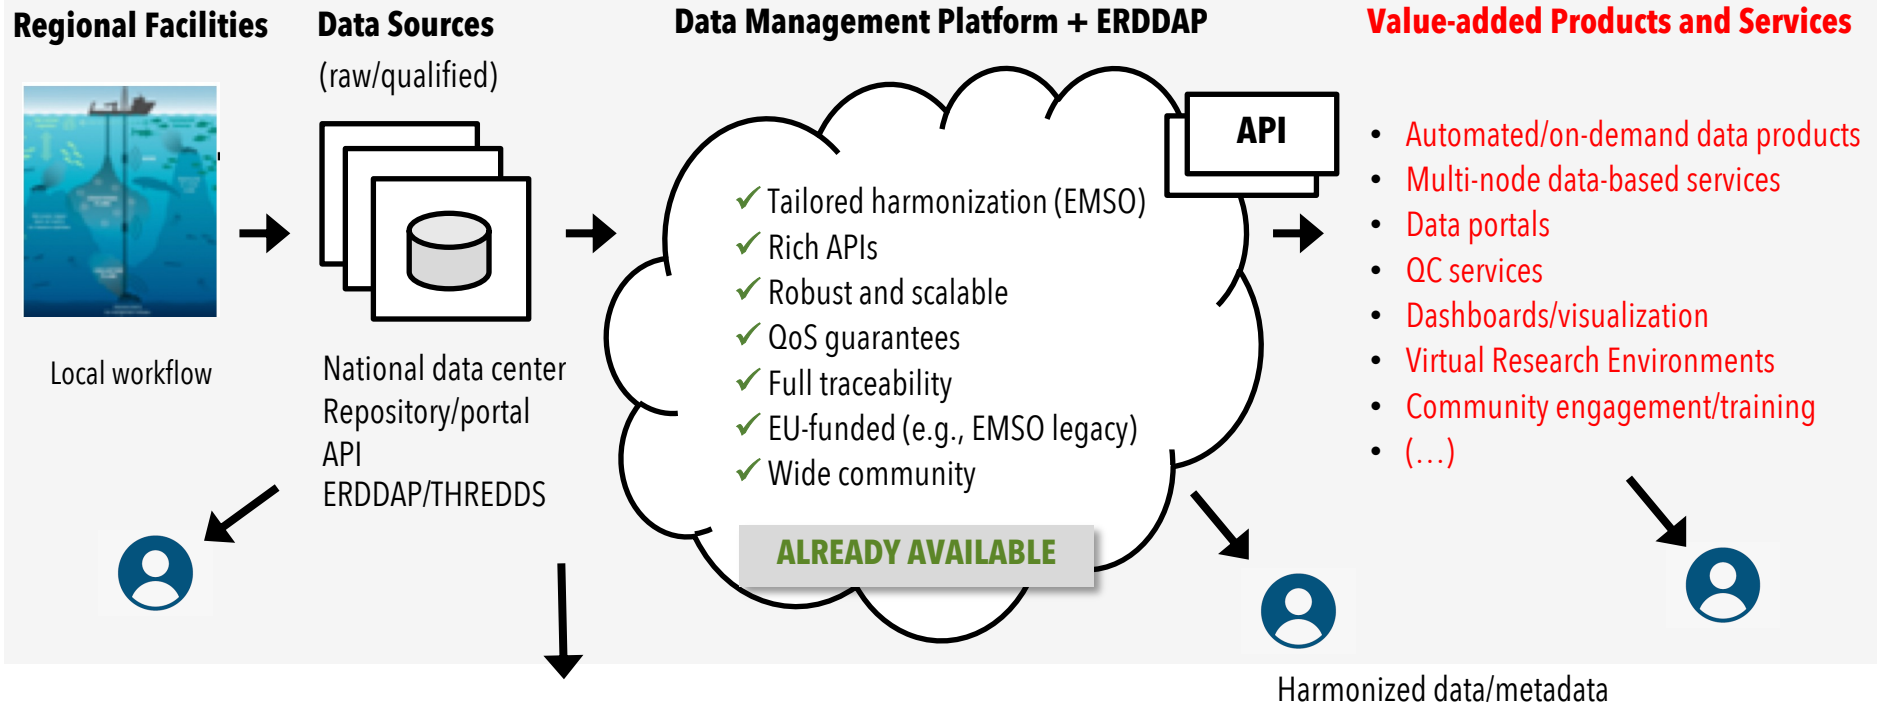 Regional Facilities
Data Sources
(raw/qualified)
Data Management Platform + ERDDAP
Value-added Products and Services
Local workflow
National data center
Repository/portal
API
ERDDAP/THREDDS
✓ Tailored harmonization (EMSO)
✓ Rich APIs
✓ Robust and scalable
✓ QoS guarantees
✓ Full traceability
✓ EU-funded (e.g., EMSO legacy)
✓ Wide community
ALREADY AVAILABLE
API
• Automated/on-demand data products
• Multi-node data-based services
• Data portals
• QC services
• Dashboards/visualization
• Virtual Research Environments
• Community engagement/training
• (...)
Harmonized data/metadata